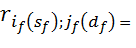 r_{i_f(s_f);j_f(d_f)} =